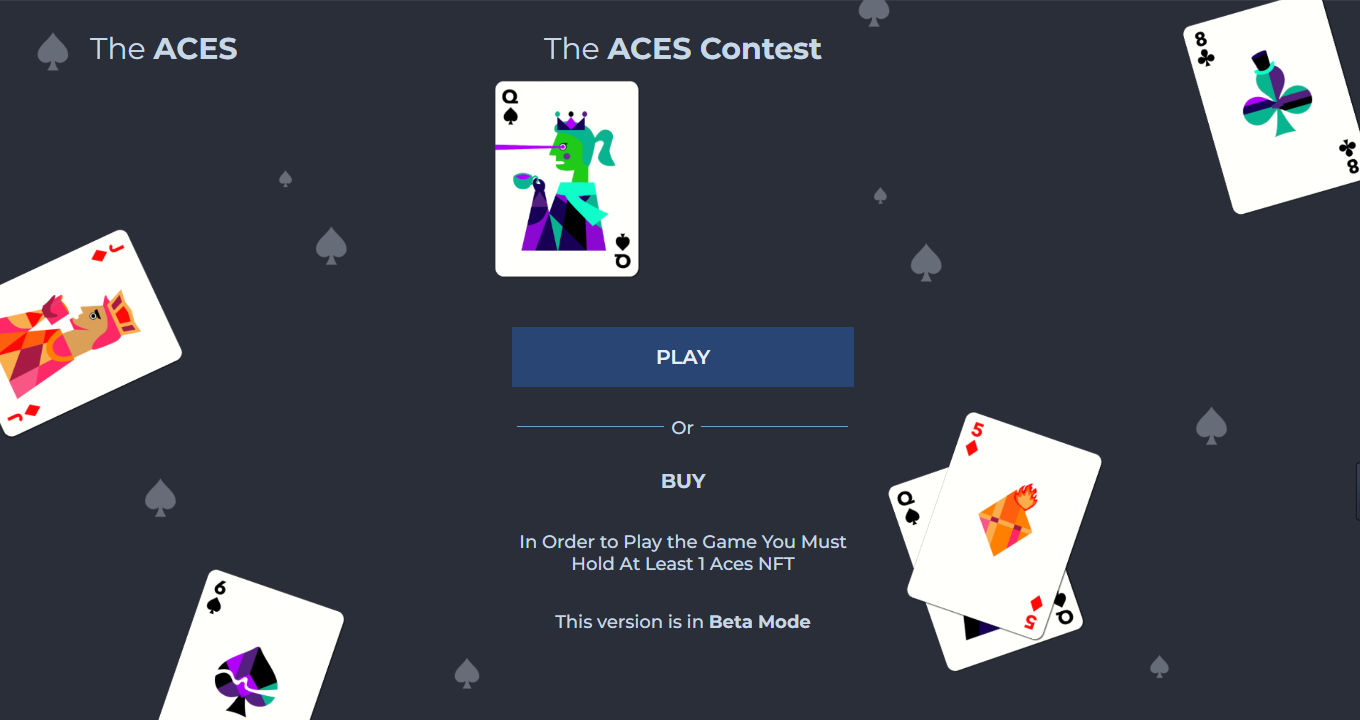 The ACES
The ACES Contest
8
8
Q
Q
J
J
PLAY
Or
5
BUY
Q
In Order to Play the Game You Must
Hold At Least 1 Aces NFT
6
5
Q
This version is in Beta Mode